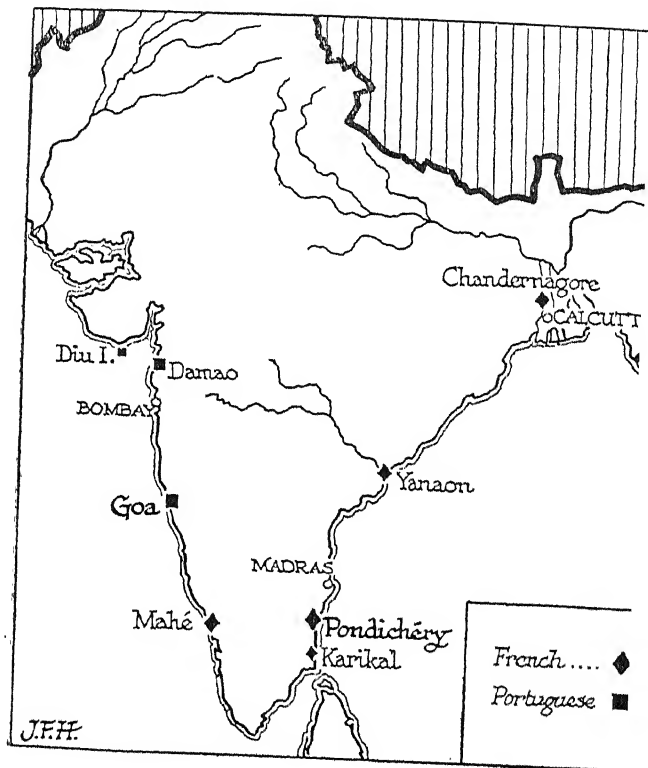 Chandernagore
CALCUTT
Diu I.
Damao
BOMBAY
Yanaon
Goa
MADRAS
Mahé
Pondichéry
Karikal
French ....
Portuguese
J.F.H.